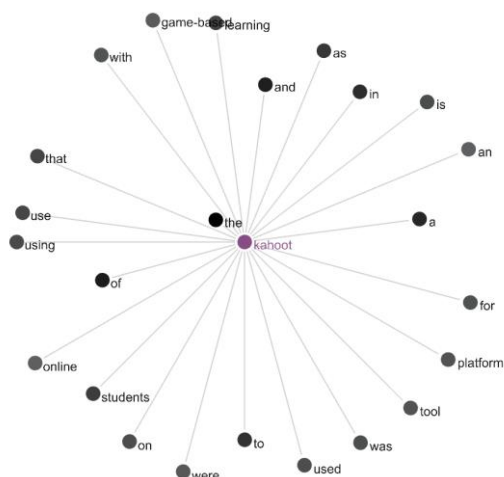 game-based
learning
with
as
and
in
is
an
that
use
the
a
using
kahoot
of
for
online
platform
students
tool
on
to
was
were
used